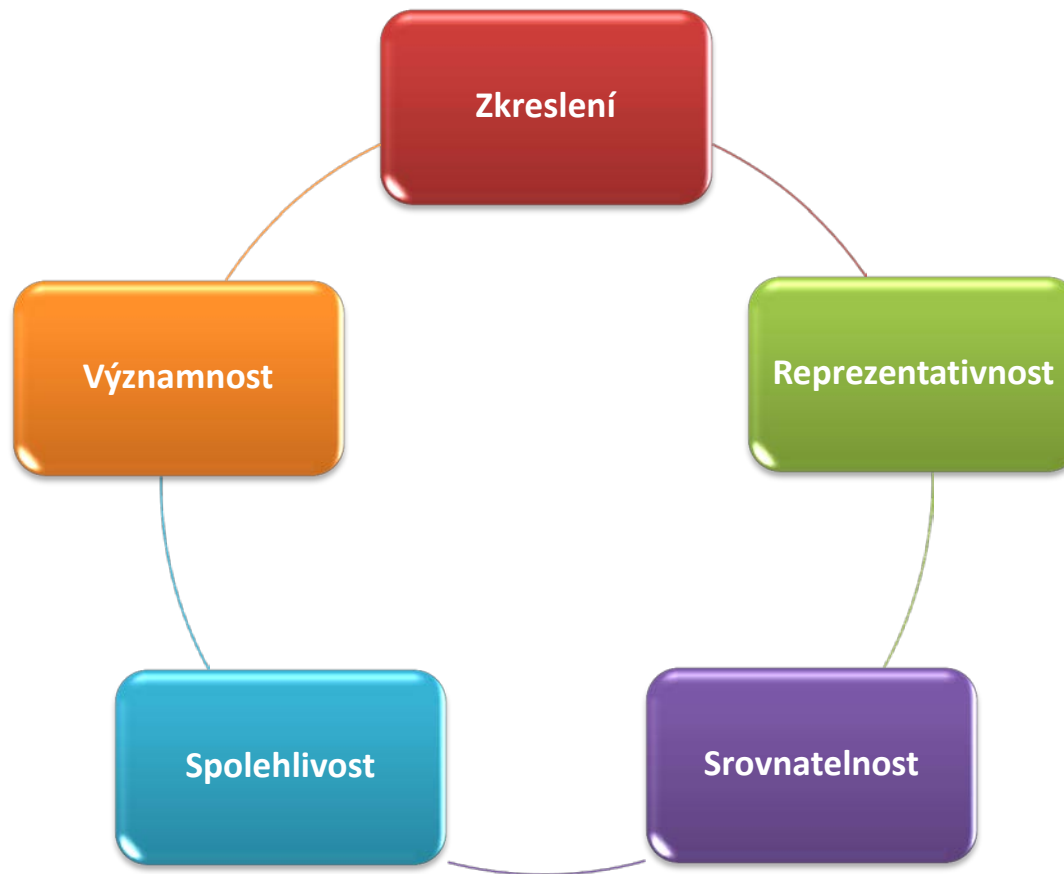 Zkreslení
Významnost
Reprezentativnost
Spolehlivost
Srovnatelnost